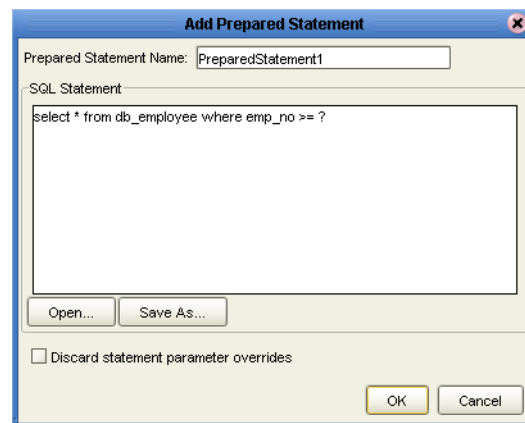 Add Prepared Statement
Prepared Statement Name: PreparedStatement1
SQL Statement
select * from db_employee where emp_no >= ?
Open... Save As...
Discard statement parameter overrides
OK Cancel